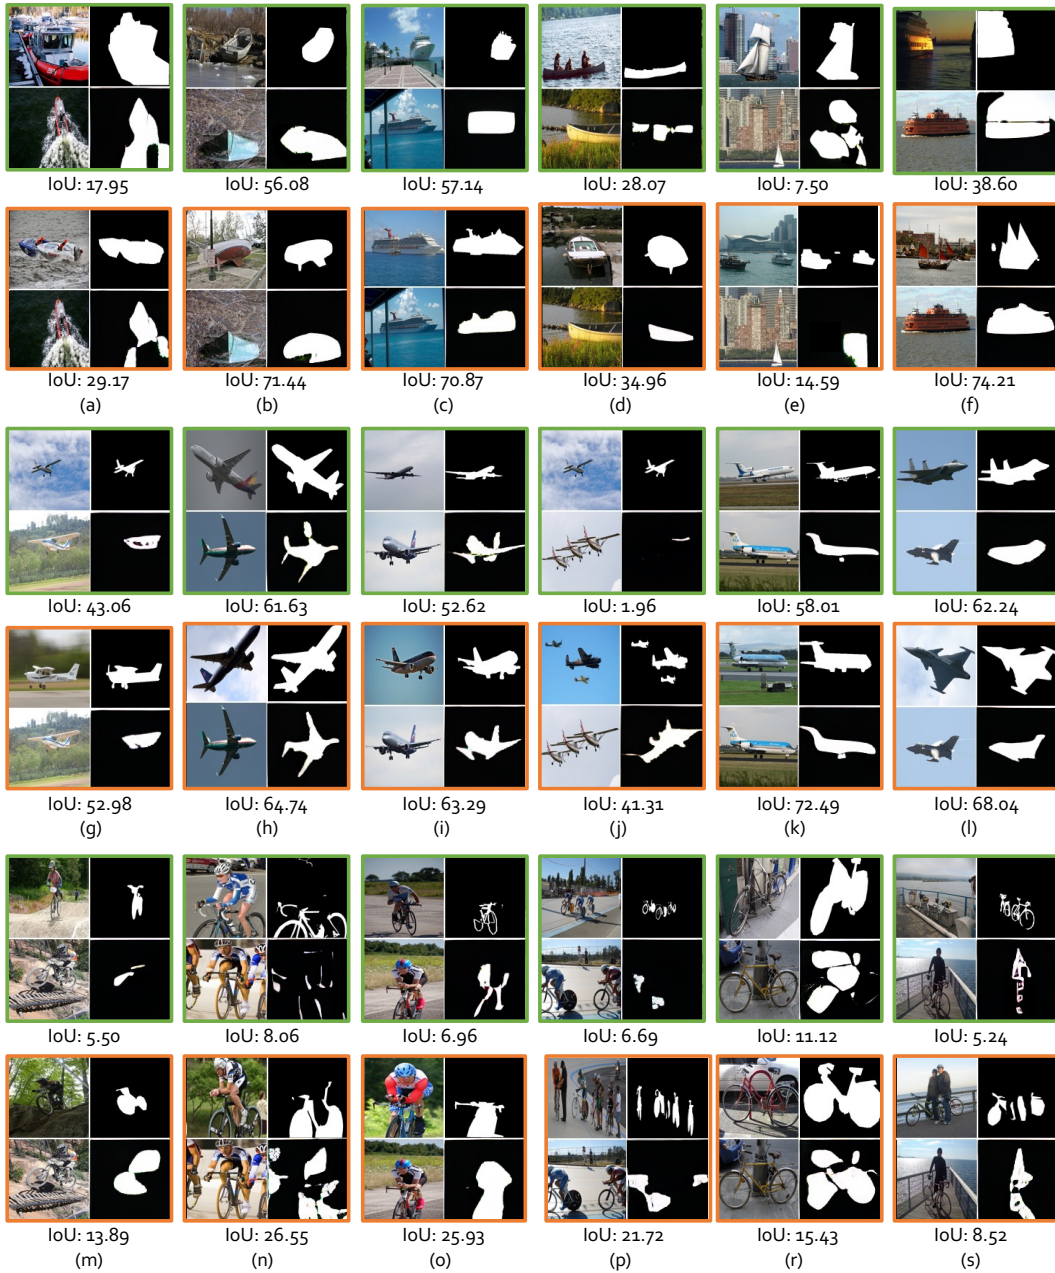 IoU: 17.95 IoU: 56.08 IoU: 57.14 IoU: 28.07 IoU: 7.50 IoU: 38.60
IoU: 29.17 IoU: 71.44 IoU: 70.87 IoU: 34.96 IoU: 14.59 IoU: 74.21
(a) (b) (c) (d) (e) (f)
IoU: 43.06 IoU: 61.63 IoU: 52.62 IoU: 1.96 IoU: 58.01 IoU: 62.24
IoU: 52.98 IoU: 64.74 IoU: 63.29 IoU: 41.31 IoU: 72.49 IoU: 68.04
(g) (h) (i) (j) (k) (l)
IoU: 5.50 IoU: 8.06 IoU: 6.96 IoU: 6.69 IoU: 11.12 IoU: 5.24
IoU: 13.89 IoU: 26.55 IoU: 25.93 IoU: 21.72 IoU: 15.43 IoU: 8.52
(m) (n) (o) (p) (r) (s)